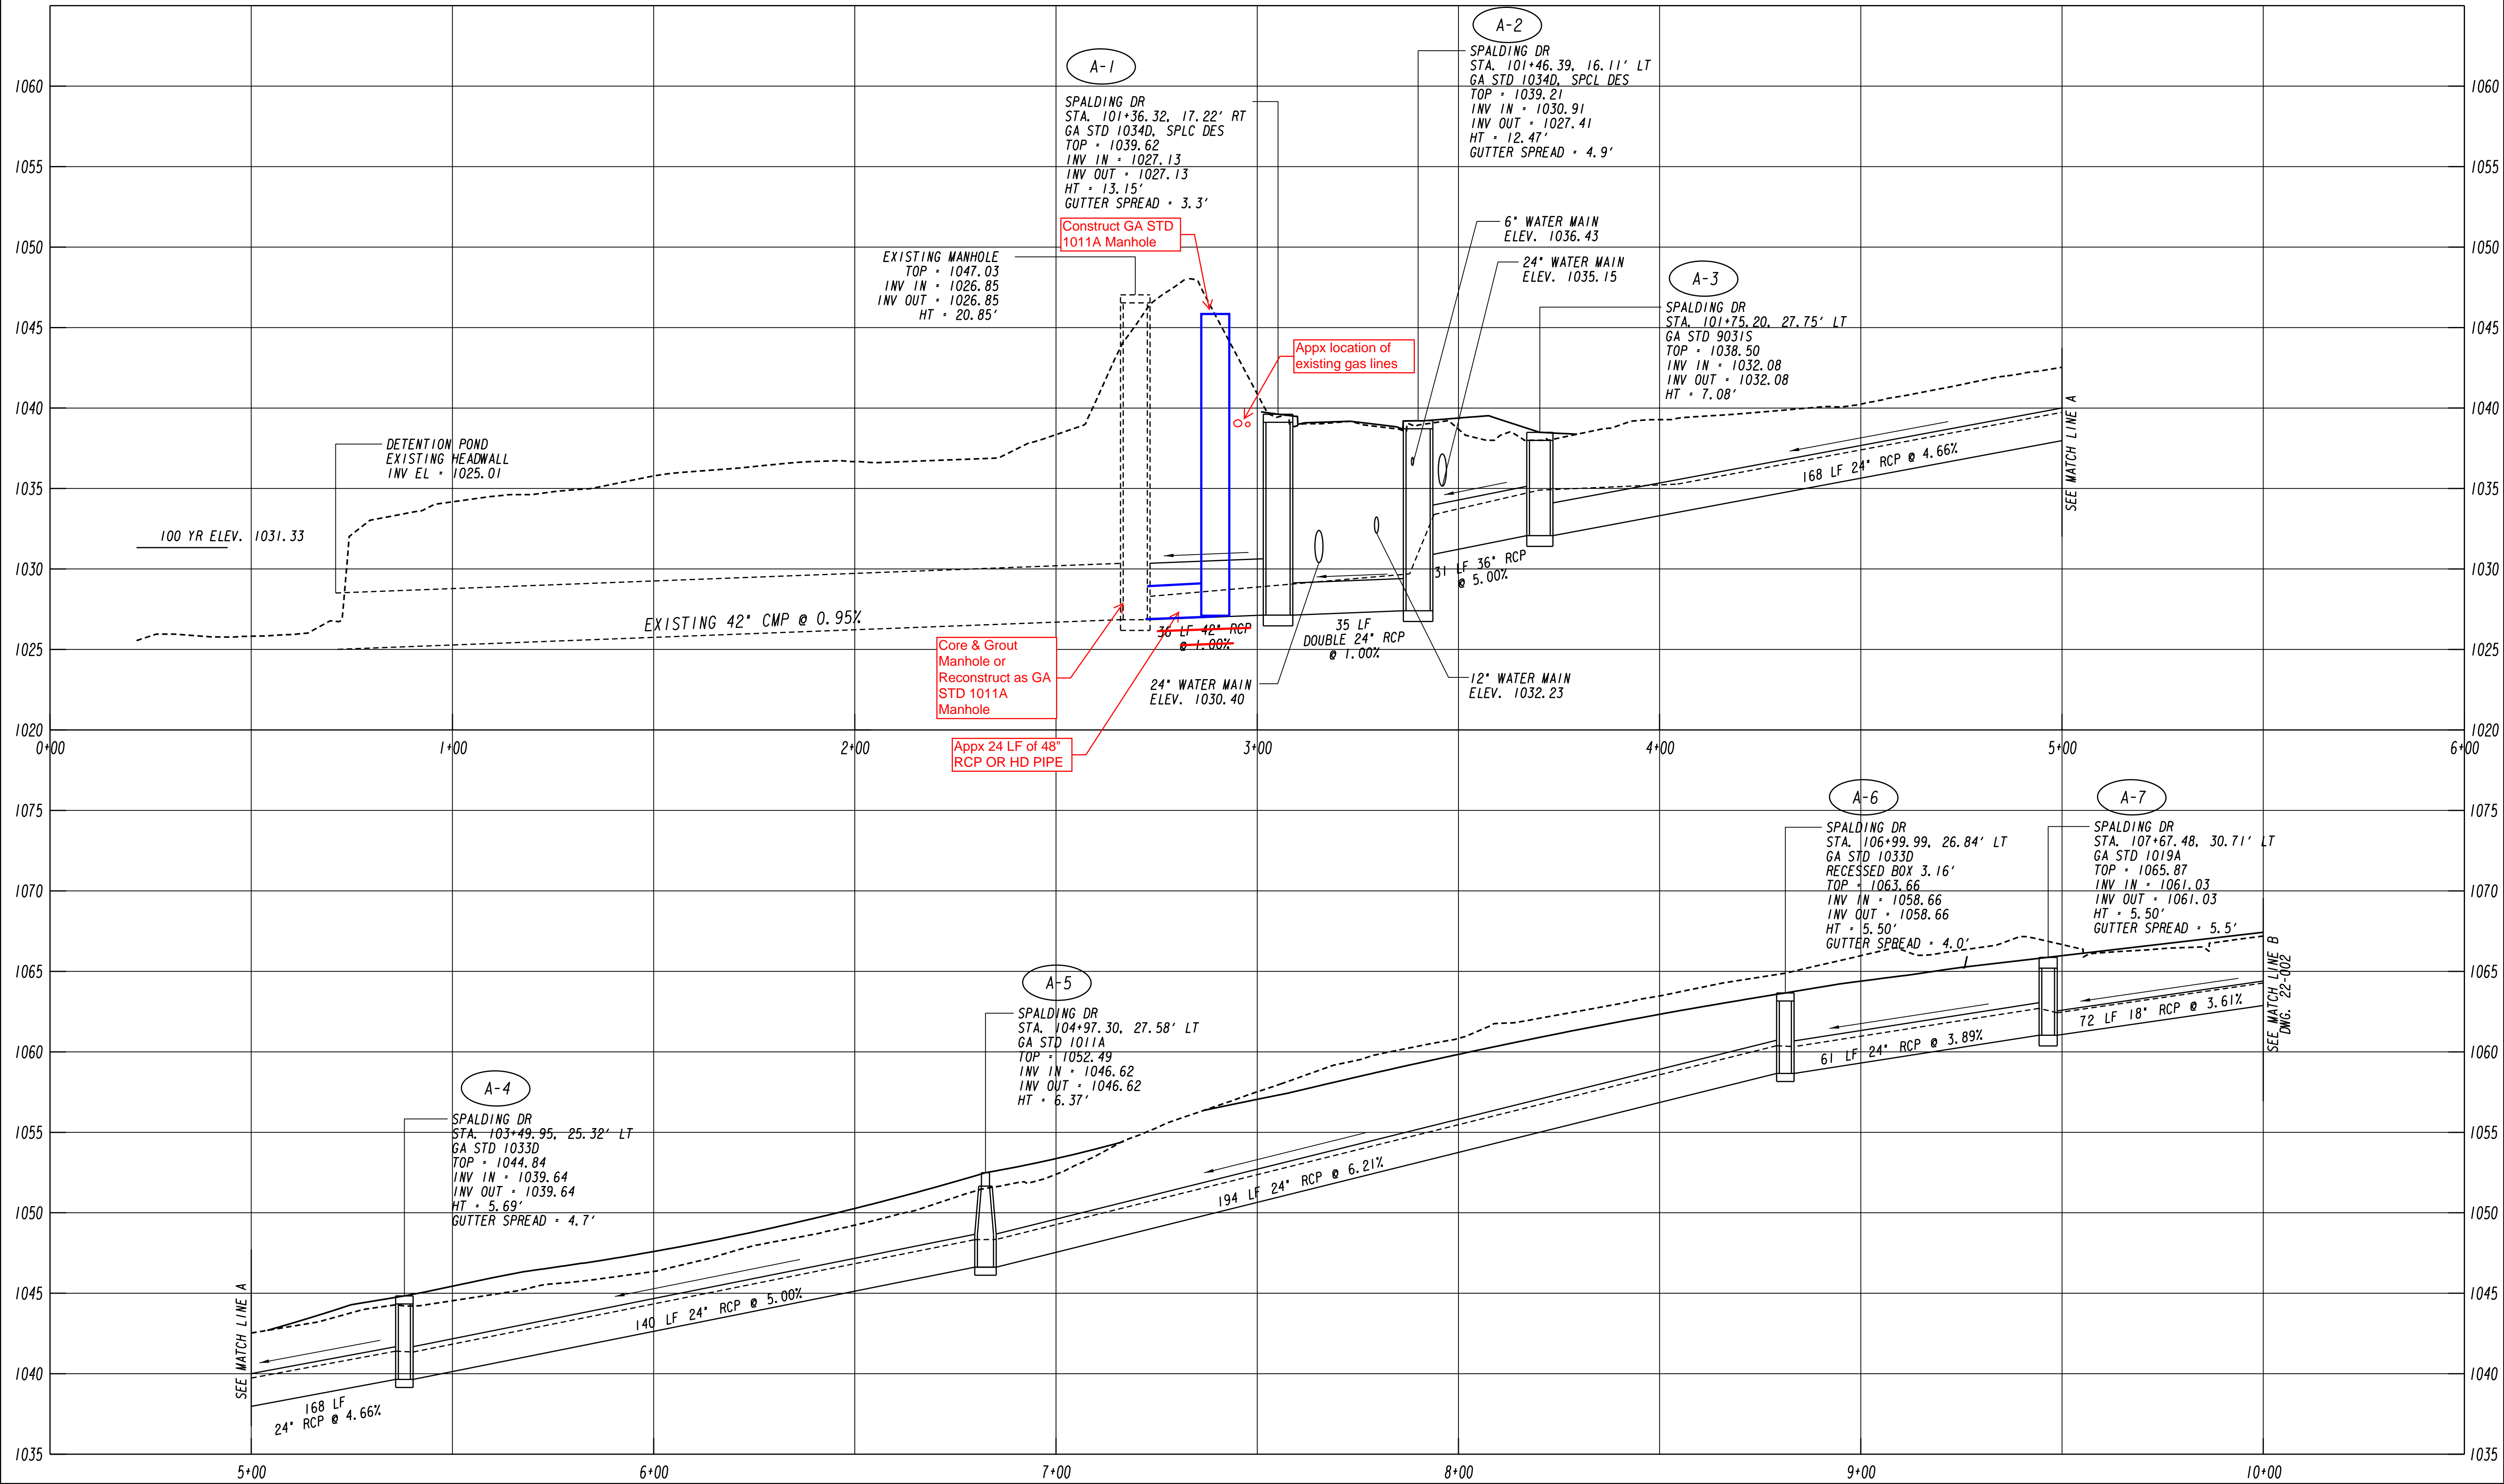 A-1
SPALDING DR
STA. 101+36.32, 17.22' RT
GA STD 1034D, SPLC DES
TOP = 1039.62
INV IN = 1027.13
INV OUT = 1027.13
HT = 13.15'
GUTTER SPREAD = 3.3'
A-2
SPALDING DR
STA. 101+46.39, 16.11' LT
GA STD 1034D, SPCL DES
TOP = 1039.21
INV IN = 1030.91
INV OUT = 1027.41
HT = 12.47'
GUTTER SPREAD = 4.9'
Construct GA STD
1011A Manhole
EXISTING MANHOLE
TOP = 1047.03
INV IN = 1026.85
INV OUT = 1026.85
HT = 20.85'
6" WATER MAIN
ELEV. 1036.43
24" WATER MAIN
ELEV. 1035.15
A-3
SPALDING DR
STA. 101+75.20, 27.75' LT
GA STD 9031S
TOP = 1038.50
INV IN = 1032.08
INV OUT = 1032.08
HT = 7.08'
Appx location of
existing gas lines
DETENTION POND
EXISTING HEADWALL
INV EL = 1025.01
100 YR ELEV. 1031.33
EXISTING 42" CMP @ 0.95%
168 LF 24" RCP @ 4.66%
SEE MATCH LINE A
31 LF 36" RCP
@ 5.00%
36 LF 42" RCP
@ 1.00%
35 LF
DOUBLE 24" RCP
@ 1.00%
Core & Grout
Manhole or
Reconstruct as GA
STD 1011A
Manhole
24" WATER MAIN
ELEV. 1030.40
12" WATER MAIN
ELEV. 1032.23
Appx 24 LF of 48"
RCP OR HD PIPE
1060
1055
1050
1045
1040
1035
1030
1025
1020
1060
1055
1050
1045
1040
1035
1030
1025
1020
0+00
1+00
2+00
3+00
4+00
5+00
6+00
A-6
SPALDING DR
STA. 106+99.99, 26.84' LT
GA STD 1033D
RECESSED BOX 3.16'
TOP = 1063.66
INV IN = 1058.66
INV OUT = 1058.66
HT = 5.50'
GUTTER SPREAD = 4.0'
A-7
SPALDING DR
STA. 107+67.48, 30.71' LT
GA STD 1019A
TOP = 1065.87
INV IN = 1061.03
INV OUT = 1061.03
HT = 5.50'
GUTTER SPREAD = 5.5'
A-5
SPALDING DR
STA. 104+97.30, 27.58' LT
GA STD 1011A
TOP = 1052.49
INV IN = 1046.62
INV OUT = 1046.62
HT = 6.37'
A-4
SPALDING DR
STA. 103+49.95, 25.32' LT
GA STD 1033D
TOP = 1044.84
INV IN = 1039.64
INV OUT = 1039.64
HT = 5.69'
GUTTER SPREAD = 4.7'
SEE MATCH LINE A
168 LF
24" RCP @ 4.66%
140 LF 24" RCP @ 5.00%
194 LF 24" RCP @ 6.21%
61 LF 24" RCP @ 3.89%
72 LF 18" RCP @ 3.61%
SEE MATCH LINE B
DWG. 22-002
1075
1070
1065
1060
1055
1050
1045
1040
1035
1075
1070
1065
1060
1055
1050
1045
1040
1035
5+00
6+00
7+00
8+00
9+00
10+00